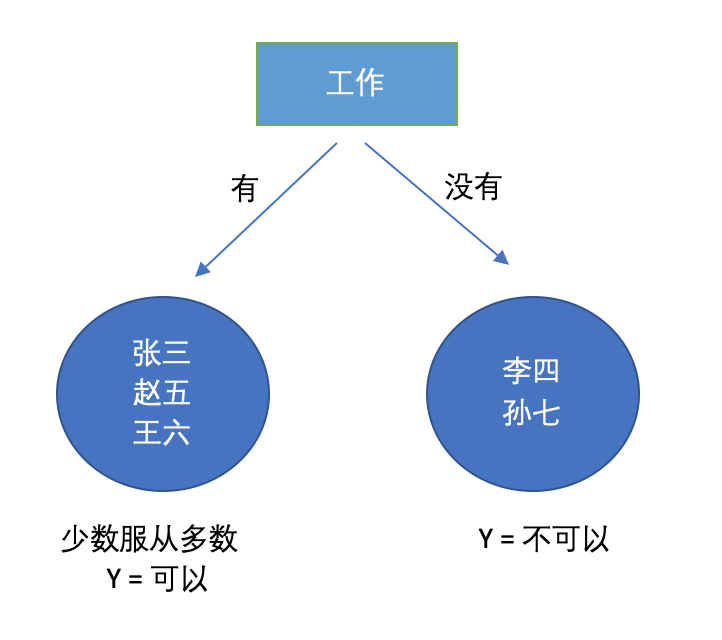 工作
有
没有
张三
赵五
王六
李四
孙七
少数服从多数
Y = 可以
Y = 不可以